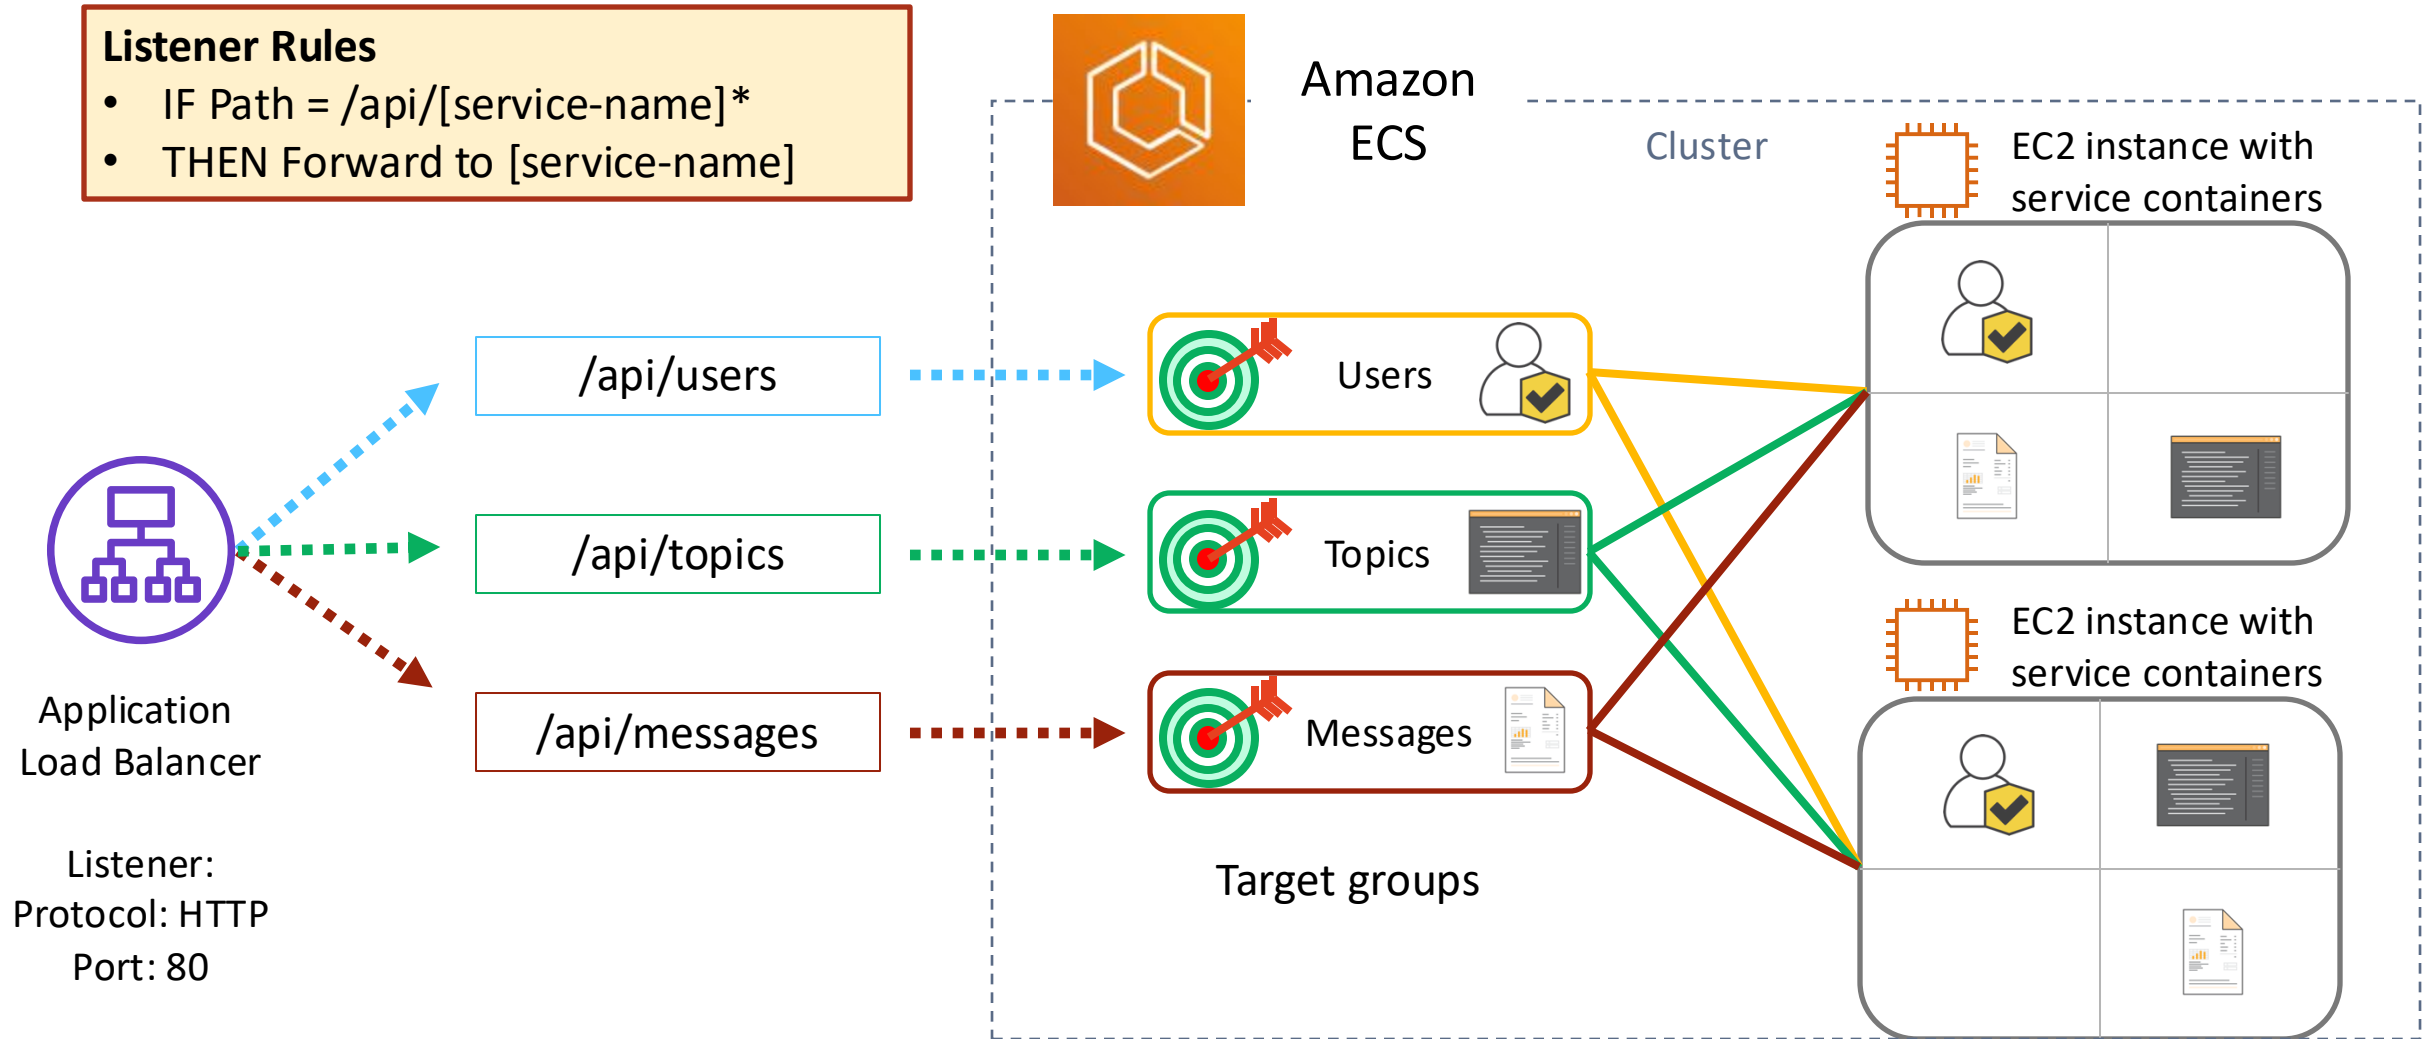 Listener Rules
• IF Path = /api/[service-name]*
• THEN Forward to [service-name]
Amazon
ECS
Cluster
EC2 instance with
service containers
/api/users
Users
/api/topics
Topics
/api/messages
Messages
EC2 instance with
service containers
Application
Load Balancer
Target groups
Listener:
Protocol: HTTP
Port: 80